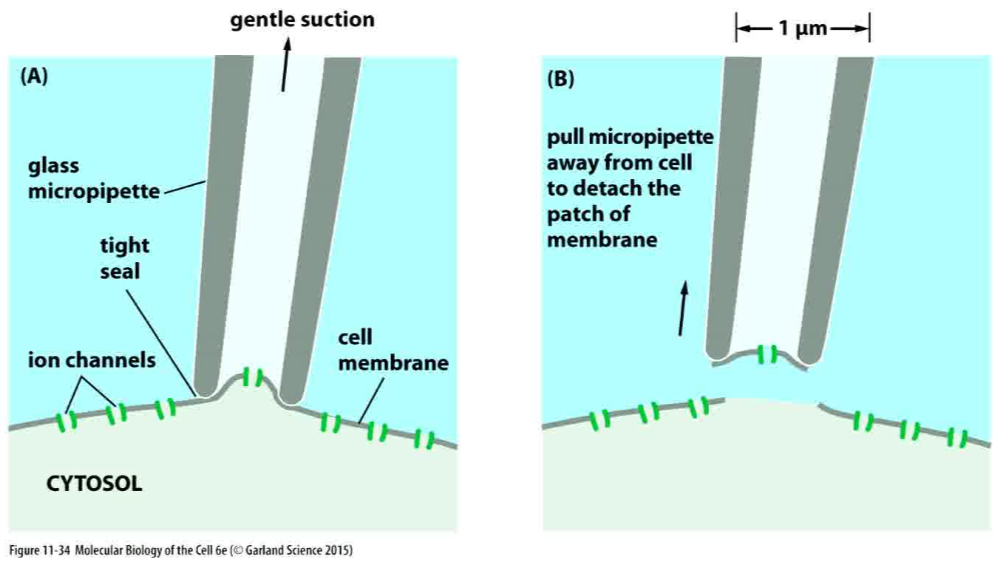 gentle suction
(A)
glass
micropipette
tight
seal
ion channels
cell
membrane
CYTOSOL
1 μm
(B)
pull micropipette
away from cell
to detach the
patch of
membrane
Figure 11-34 Molecular Biology of the Cell 6e (© Garland Science 2015)